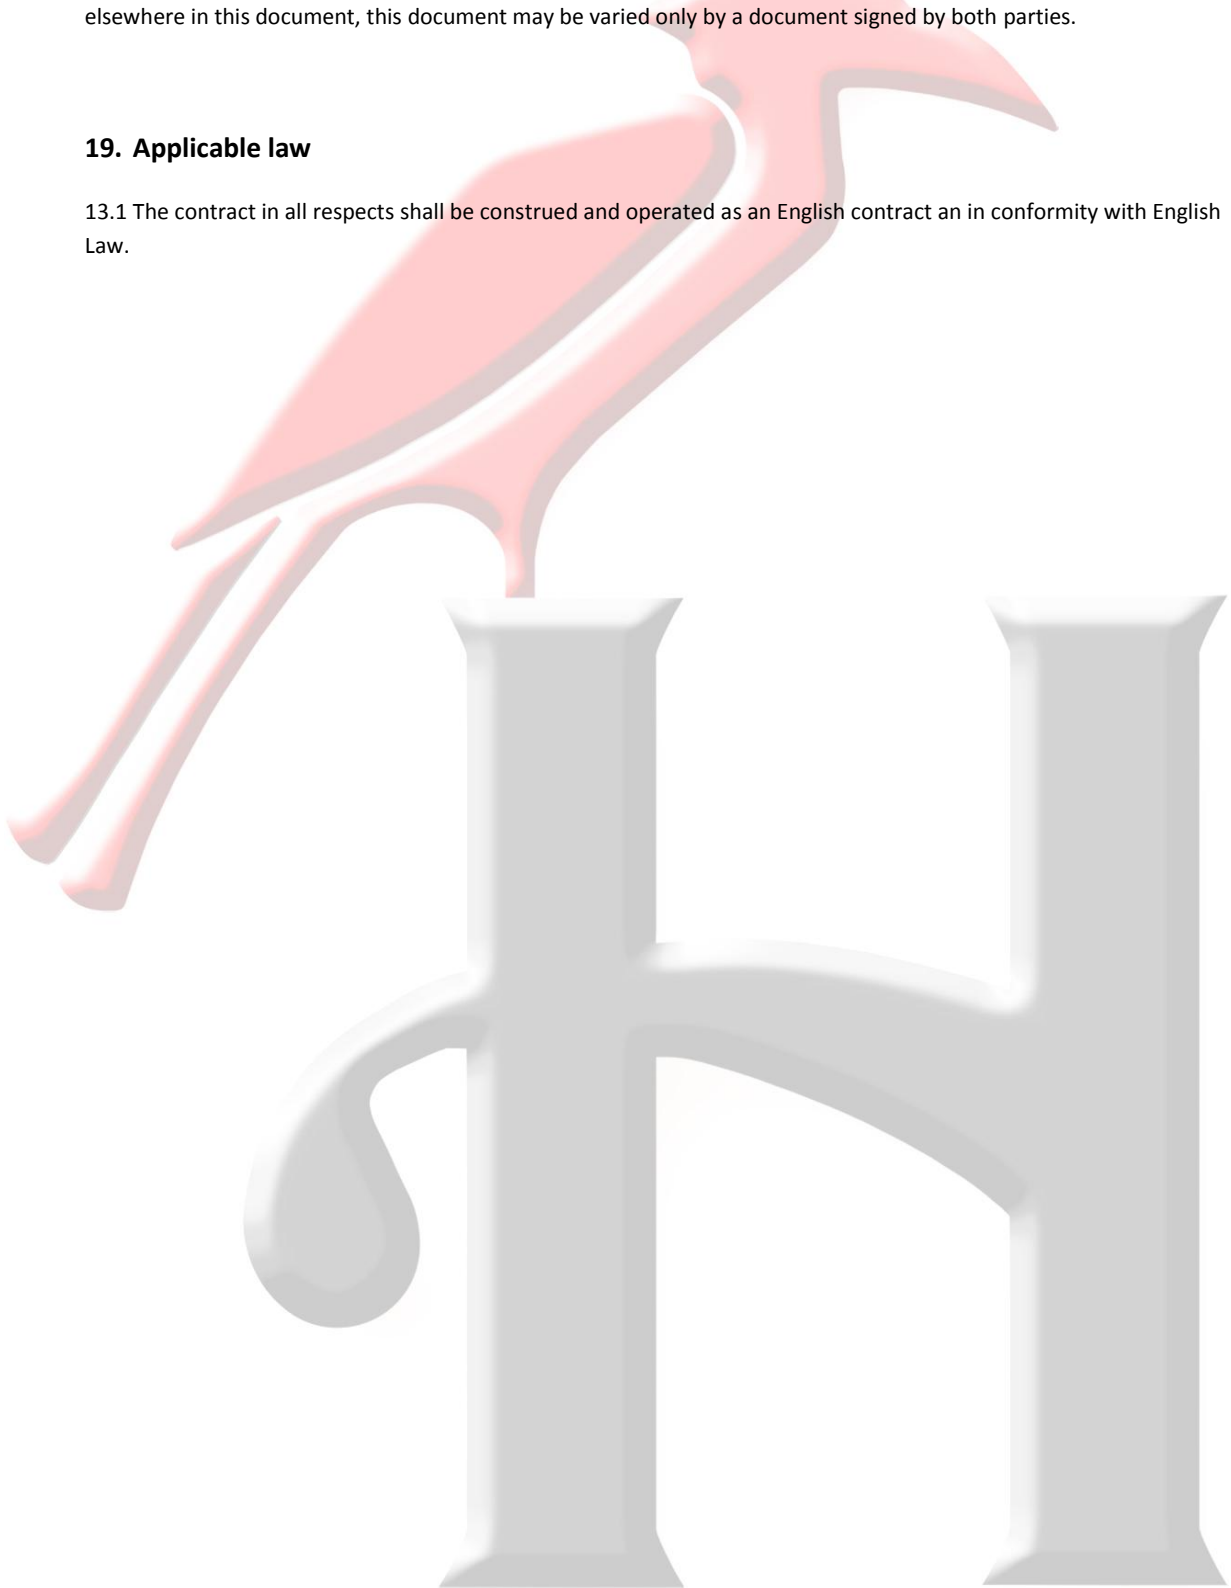 elsewhere in this document, this document may be varied only by a document signed by both parties.
19. Applicable law
13.1 The contract in all respects shall be construed and operated as an English contract an in conformity with English
Law.
H